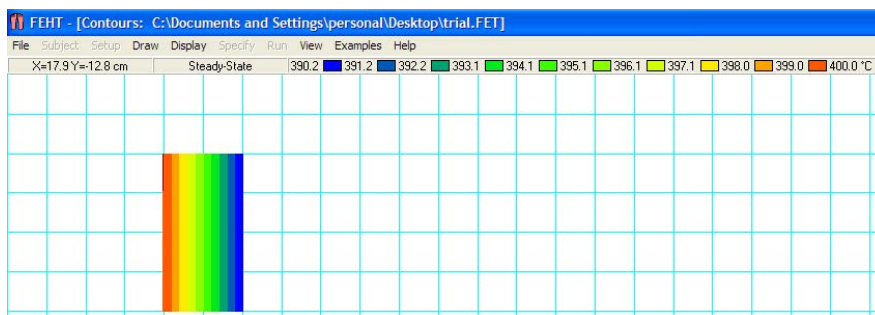 FEHT - [Contours: C:\Documents and Settings\personal\Desktop\trial.FET]
File Subject Setup Draw Display Specify Run View Examples Help
X=17.9 Y=-12.8 cm Steady-State 390.2 391.2 392.2 393.1 394.1 395.1 396.1 397.1 398.0 399.0 400.0 °C